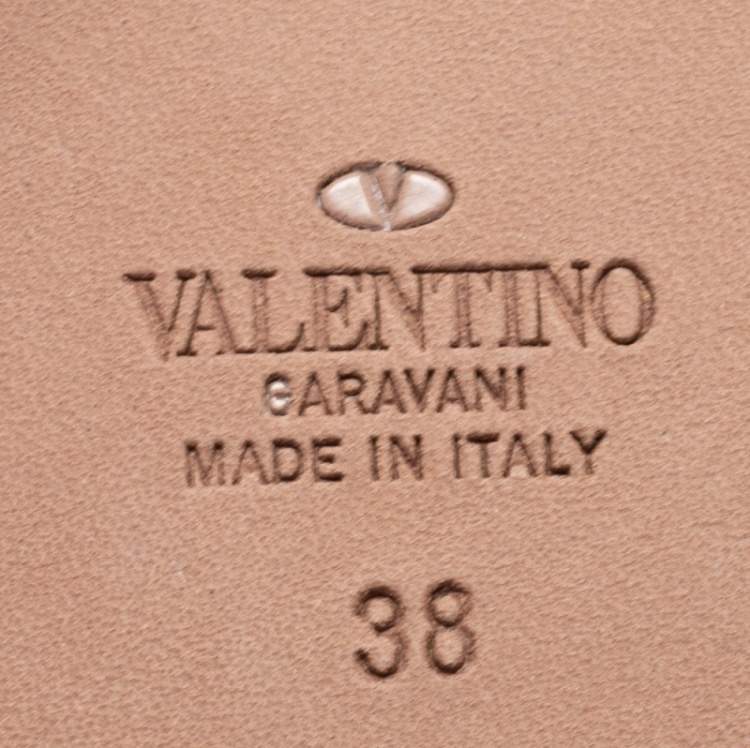 V
VALENTINO
GARAVANI
MADE IN ITALY
38